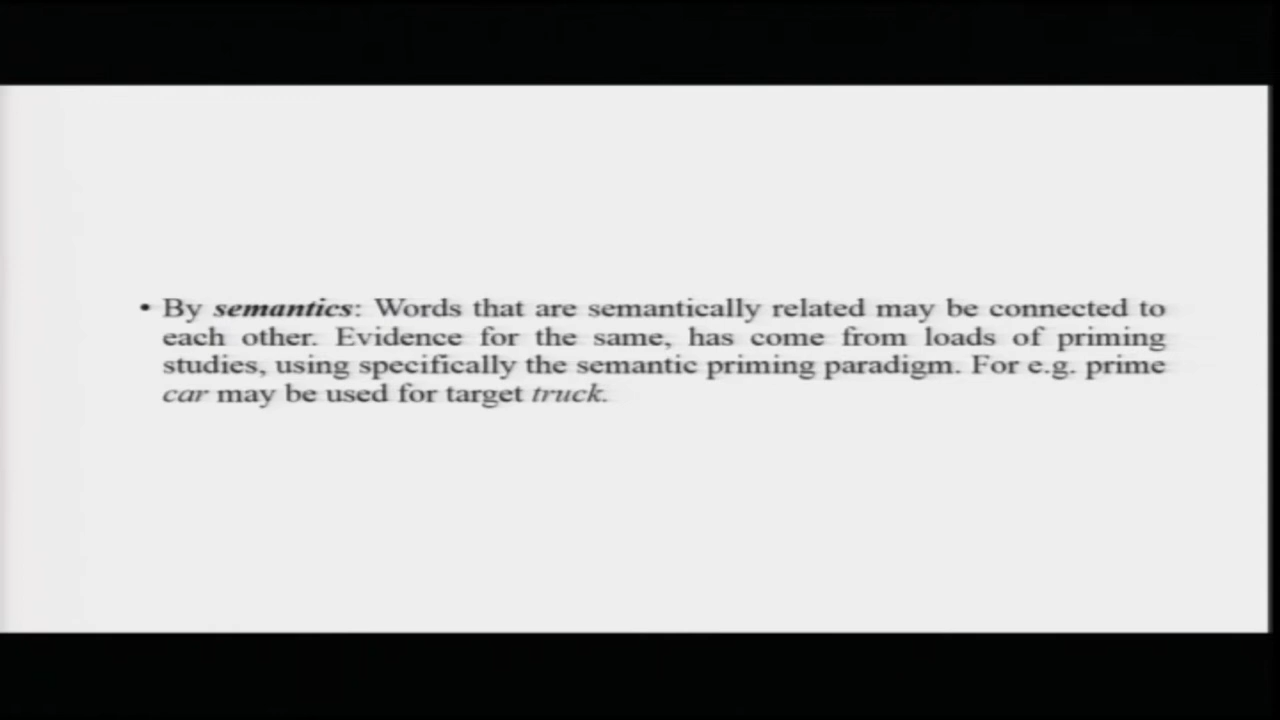 • By semantics: Words that are semantically related may be connected to
each other. Evidence for the same, has come from loads of priming
studies, using specifically the semantic priming paradigm. For e.g. prime
car may be used for target truck.